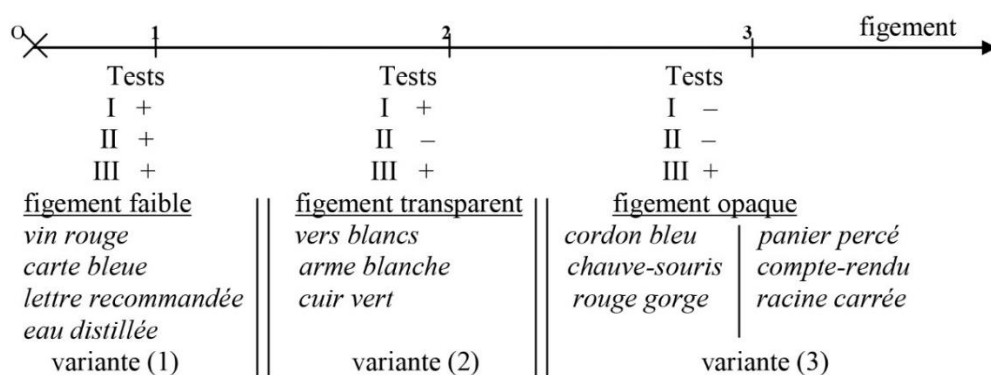 O 1 2 3 figement
Tests Tests Tests
I + I + I –
II + II – II –
III + III + III +
figement faible figement transparent figement opaque
vin rouge vers blancs cordon bleu panier percé
carte bleue arme blanche chauve-souris compte-rendu
lettre recommandée cuir vert rouge gorge racine carrée
eau distillée
variante (1) variante (2) variante (3)